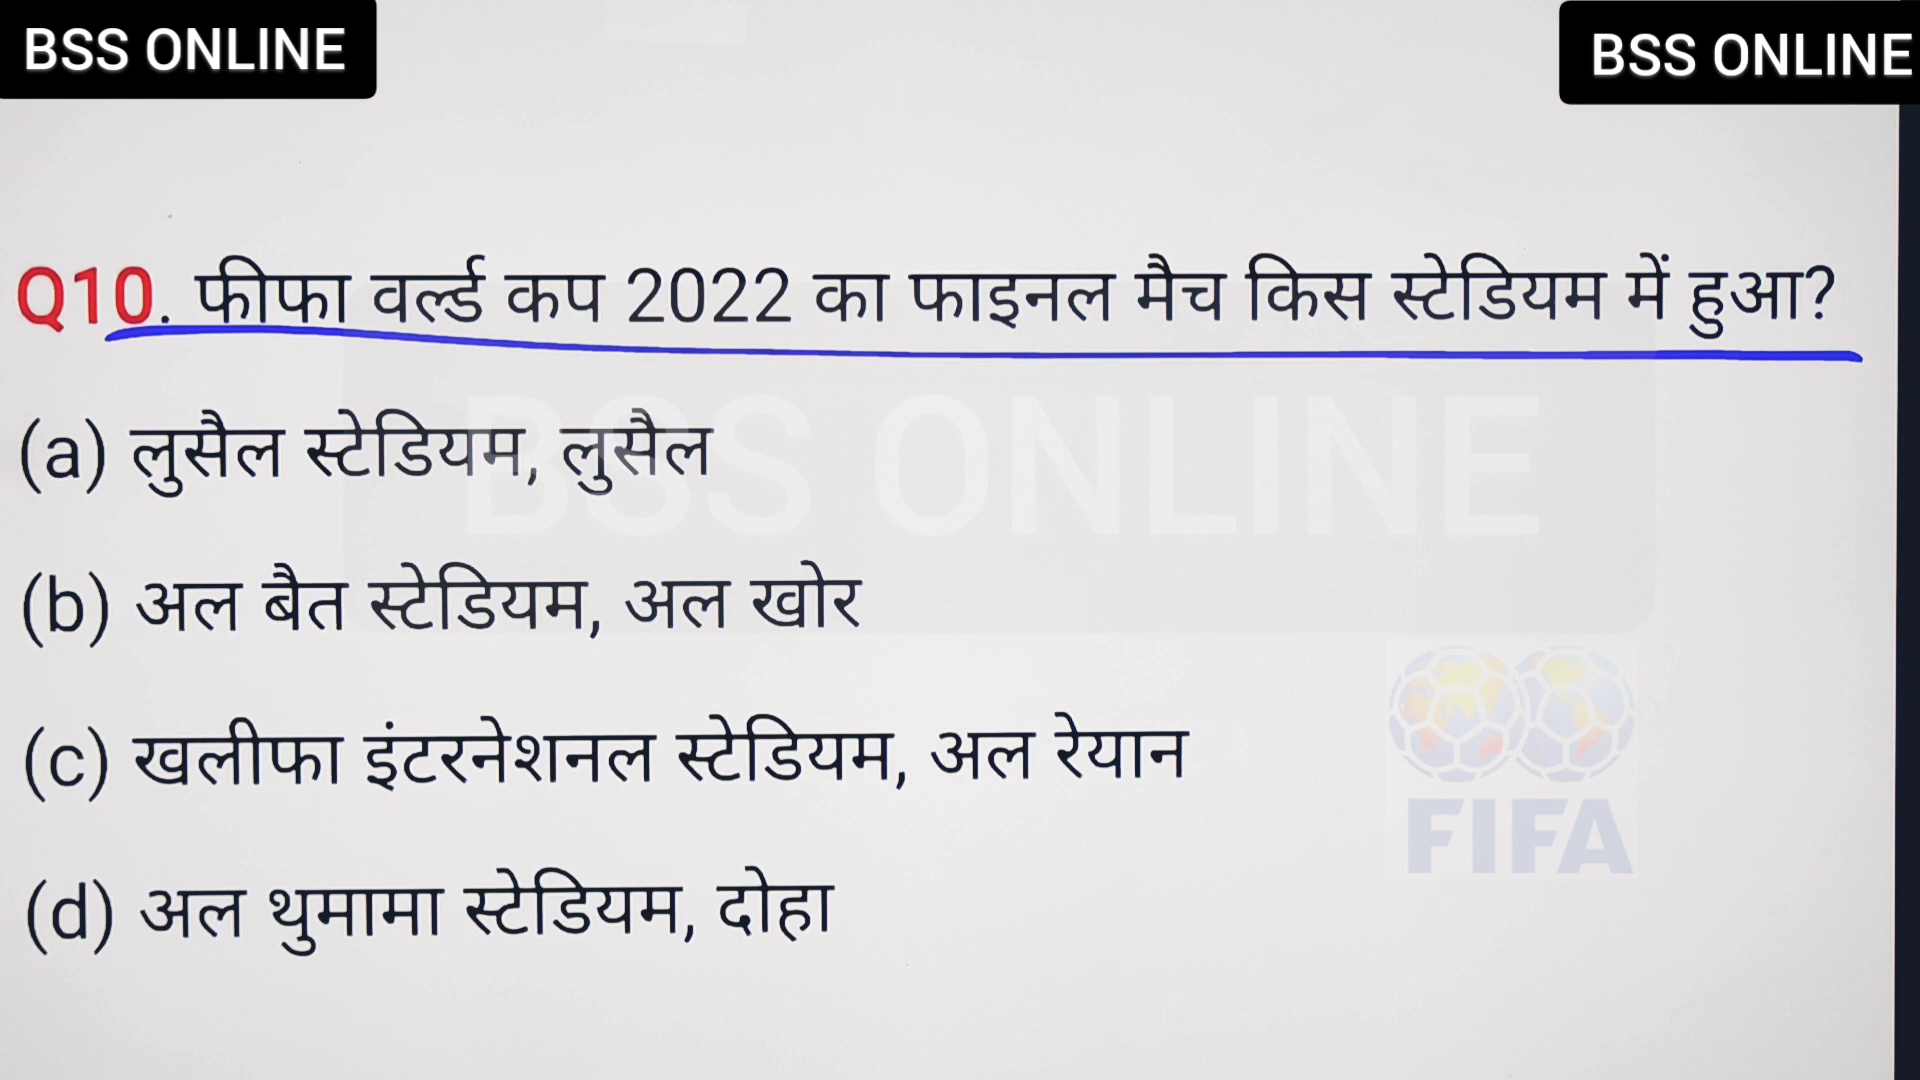 BSS ONLINE
BSS ONLINE
Q10. फीफा वर्ल्ड कप 2022 का फाइनल मैच किस स्टेडियम में हुआ?
(a) लुसैल स्टेडियम, लुसैल
BSS ONLINE
(b) अल बैत स्टेडियम, अल खोर
(c) खलीफा इंटरनेशनल स्टेडियम, अल रेयान
FIFA
(d) अल थुमामा स्टेडियम, दोहा